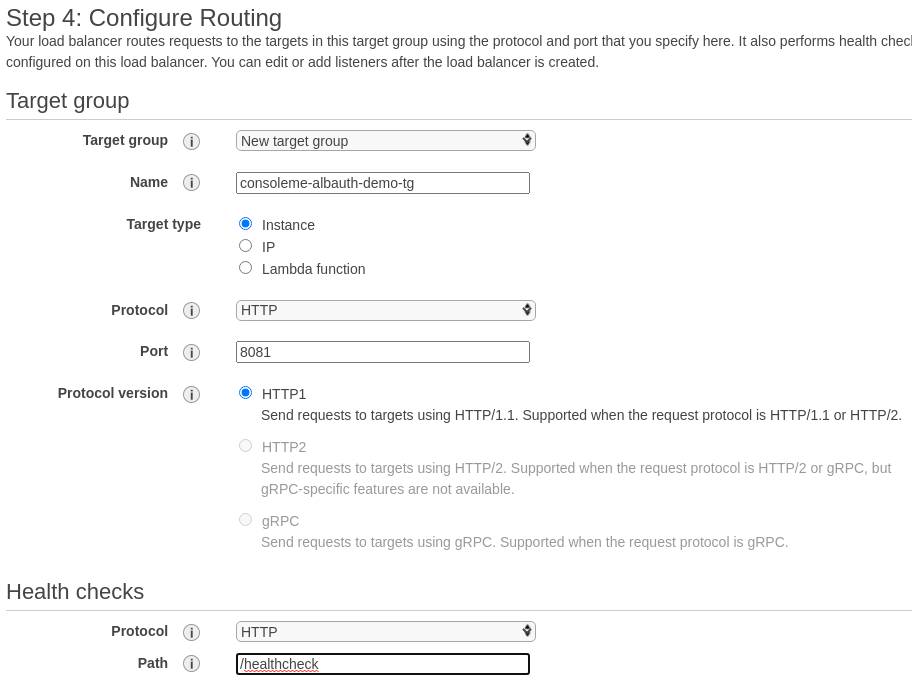 Step 4: Configure Routing
Your load balancer routes requests to the targets in this target group using the protocol and port that you specify here. It also performs health chec
configured on this load balancer. You can edit or add listeners after the load balancer is created.
Target group
Target group i New target group
Name i consoleme-albauth-demo-tg
Target type Instance
IP
Lambda function
Protocol i HTTP
Port i 8081
Protocol version i HTTP1
Send requests to targets using HTTP/1.1. Supported when the request protocol is HTTP/1.1 or HTTP/2.
HTTP2
Send requests to targets using HTTP/2. Supported when the request protocol is HTTP/2 or gRPC, but
gRPC-specific features are not available.
gRPC
Send requests to targets using gRPC. Supported when the request protocol is gRPC.
Health checks
Protocol i HTTP
Path i /healthcheck